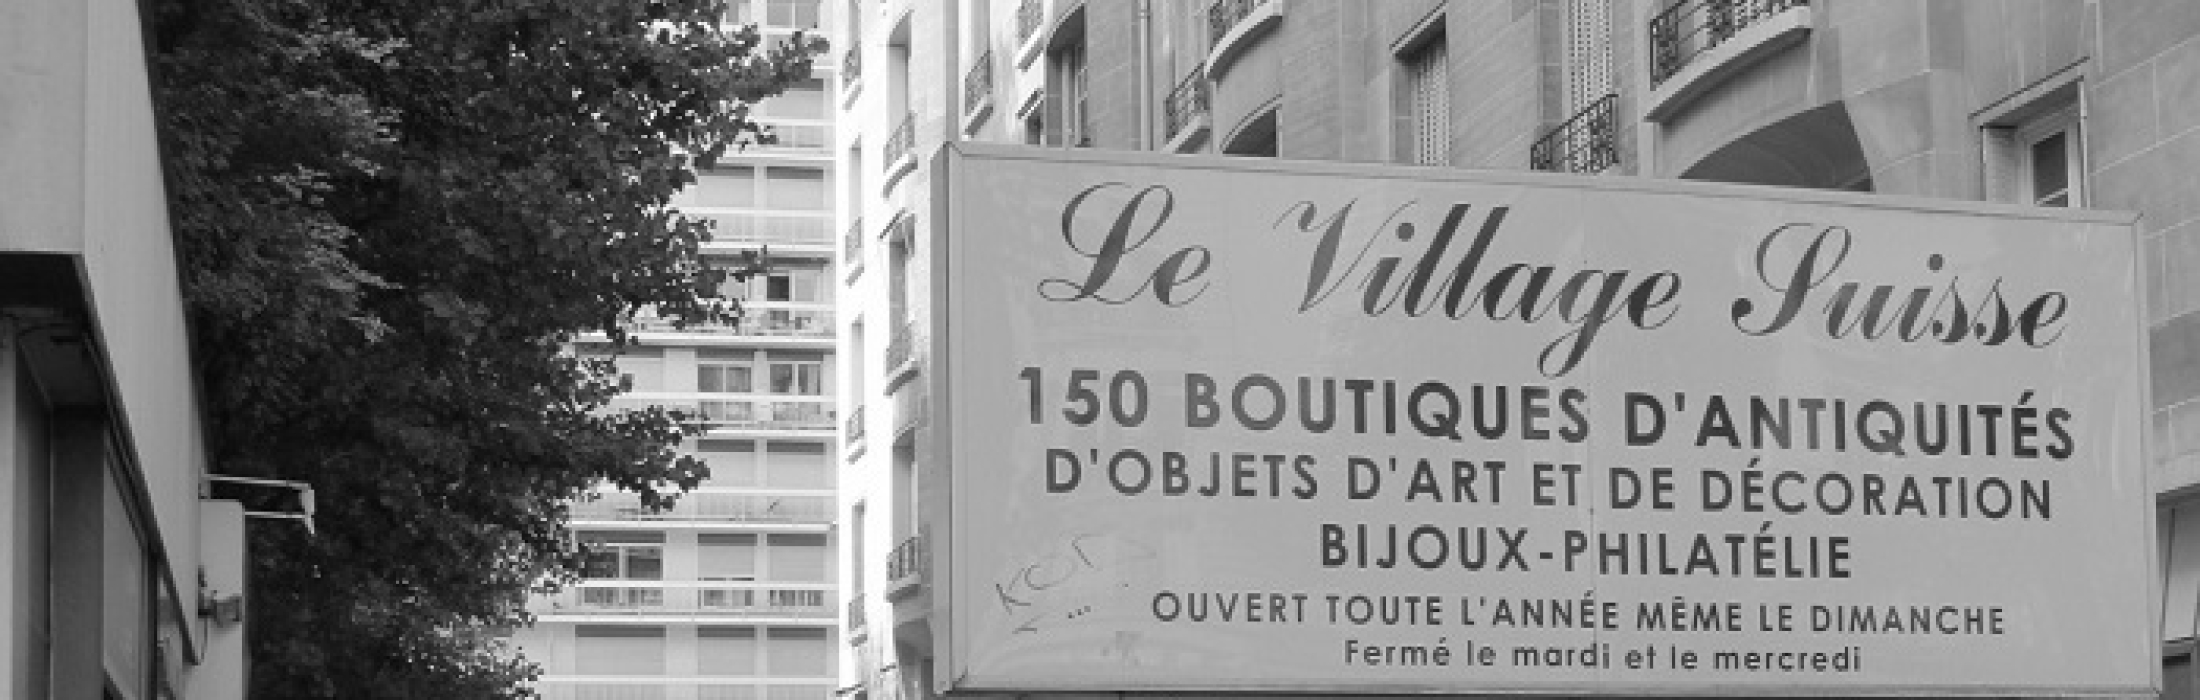 Le Village Suisse
150 BOUTIQUES D'ANTIQUITÉS
D'OBJETS D'ART ET DE DÉCORATION
BIJOUX-PHILATÉLIE
OUVERT TOUTE L'ANNÉE MÊME LE DIMANCHE
Fermé le mardi et le mercredi